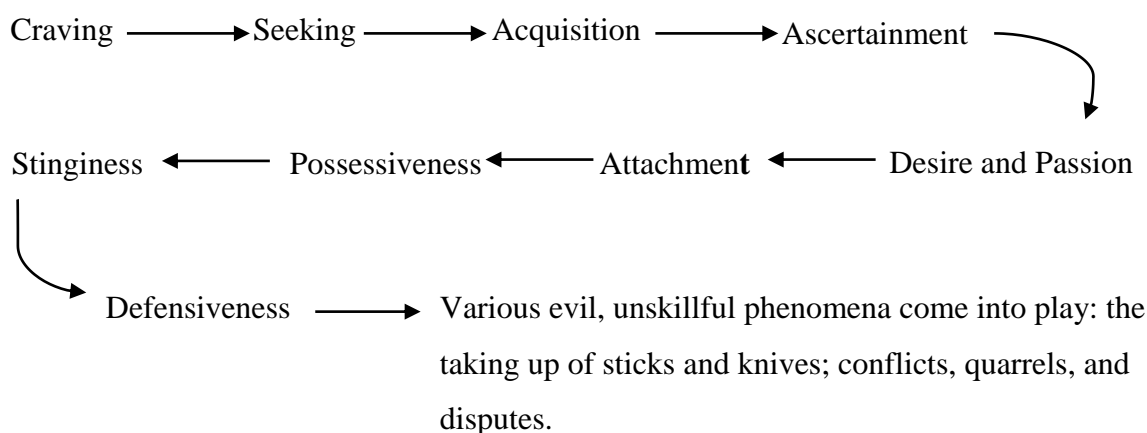 Craving Seeking Acquisition Ascertainment
Stinginess Possessiveness Attachment Desire and Passion
Defensiveness Various evil, unskillful phenomena come into play: the
taking up of sticks and knives; conflicts, quarrels, and
disputes.